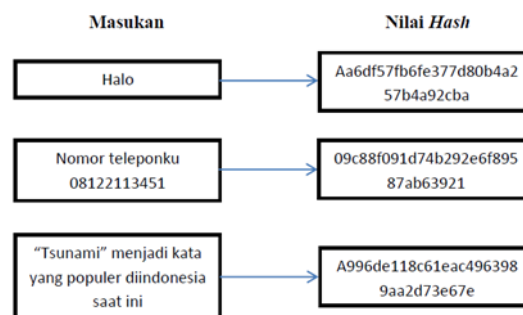 Masukan Nilai Hash
Halo
Aa6df57fb6fe377d80b4a2
57b4a92cba
Nomor teleponku
08122113451
09c88f091d74b292e6f895
87ab63921
“Tsunami” menjadi kata
yang populer diindonesia
saat ini
A996de118c61eac496398
9aa2d73e67e